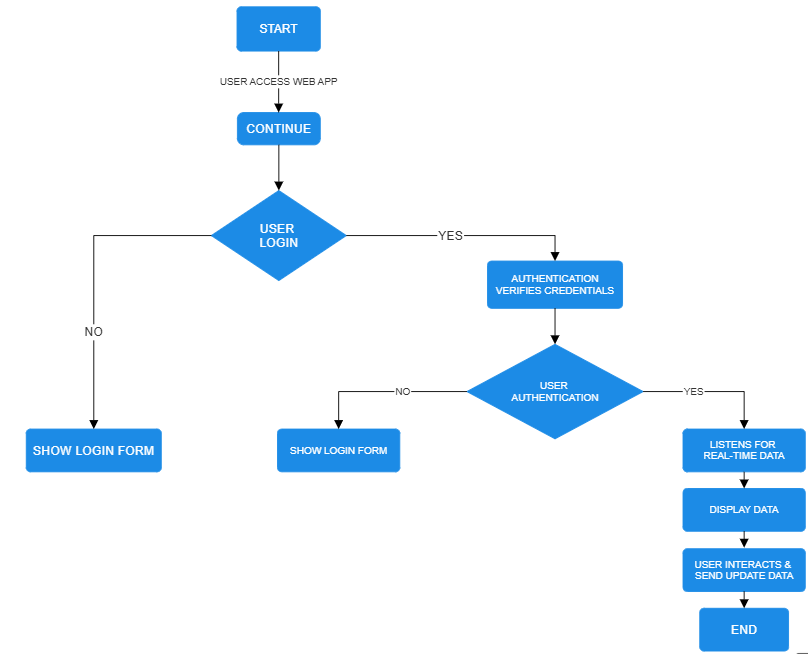 START
USER ACCESS WEB APP
CONTINUE
USER
LOGIN
YES
AUTHENTICATION
VERIFIES CREDENTIALS
NO
USER
AUTHENTICATION
NO
YES
SHOW LOGIN FORM
SHOW LOGIN FORM
LISTENS FOR
REAL-TIME DATA
DISPLAY DATA
USER INTERACTS &
SEND UPDATE DATA
END